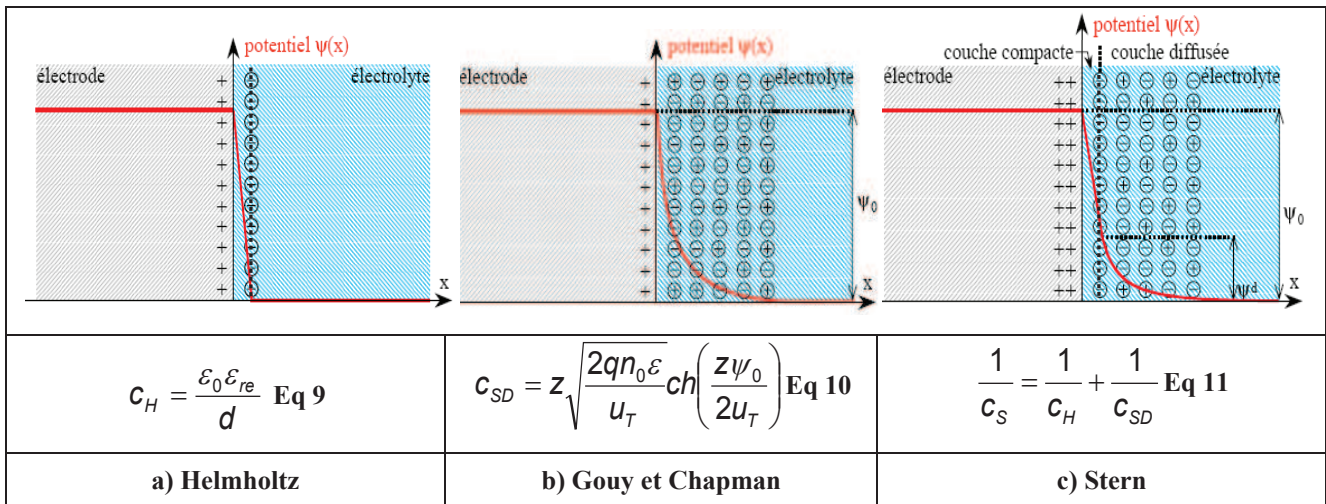 potentiel ψ(x)
électrode
électrolyte
x
potentiel ψ(x)
électrode
électrolyte
ψ₀
x
potentiel ψ(x)
couche compacte
couche diffusée
électrode
électrolyte
ψ₀
ψᵈ
x
c_H = ε₀ε_re / d Eq 9
c_SD = z√(2qn₀ε / u_T) ch(zψ₀ / 2u_T) Eq 10
1/c_S = 1/c_H + 1/c_SD Eq 11
a) Helmholtz
b) Gouy et Chapman
c) Stern